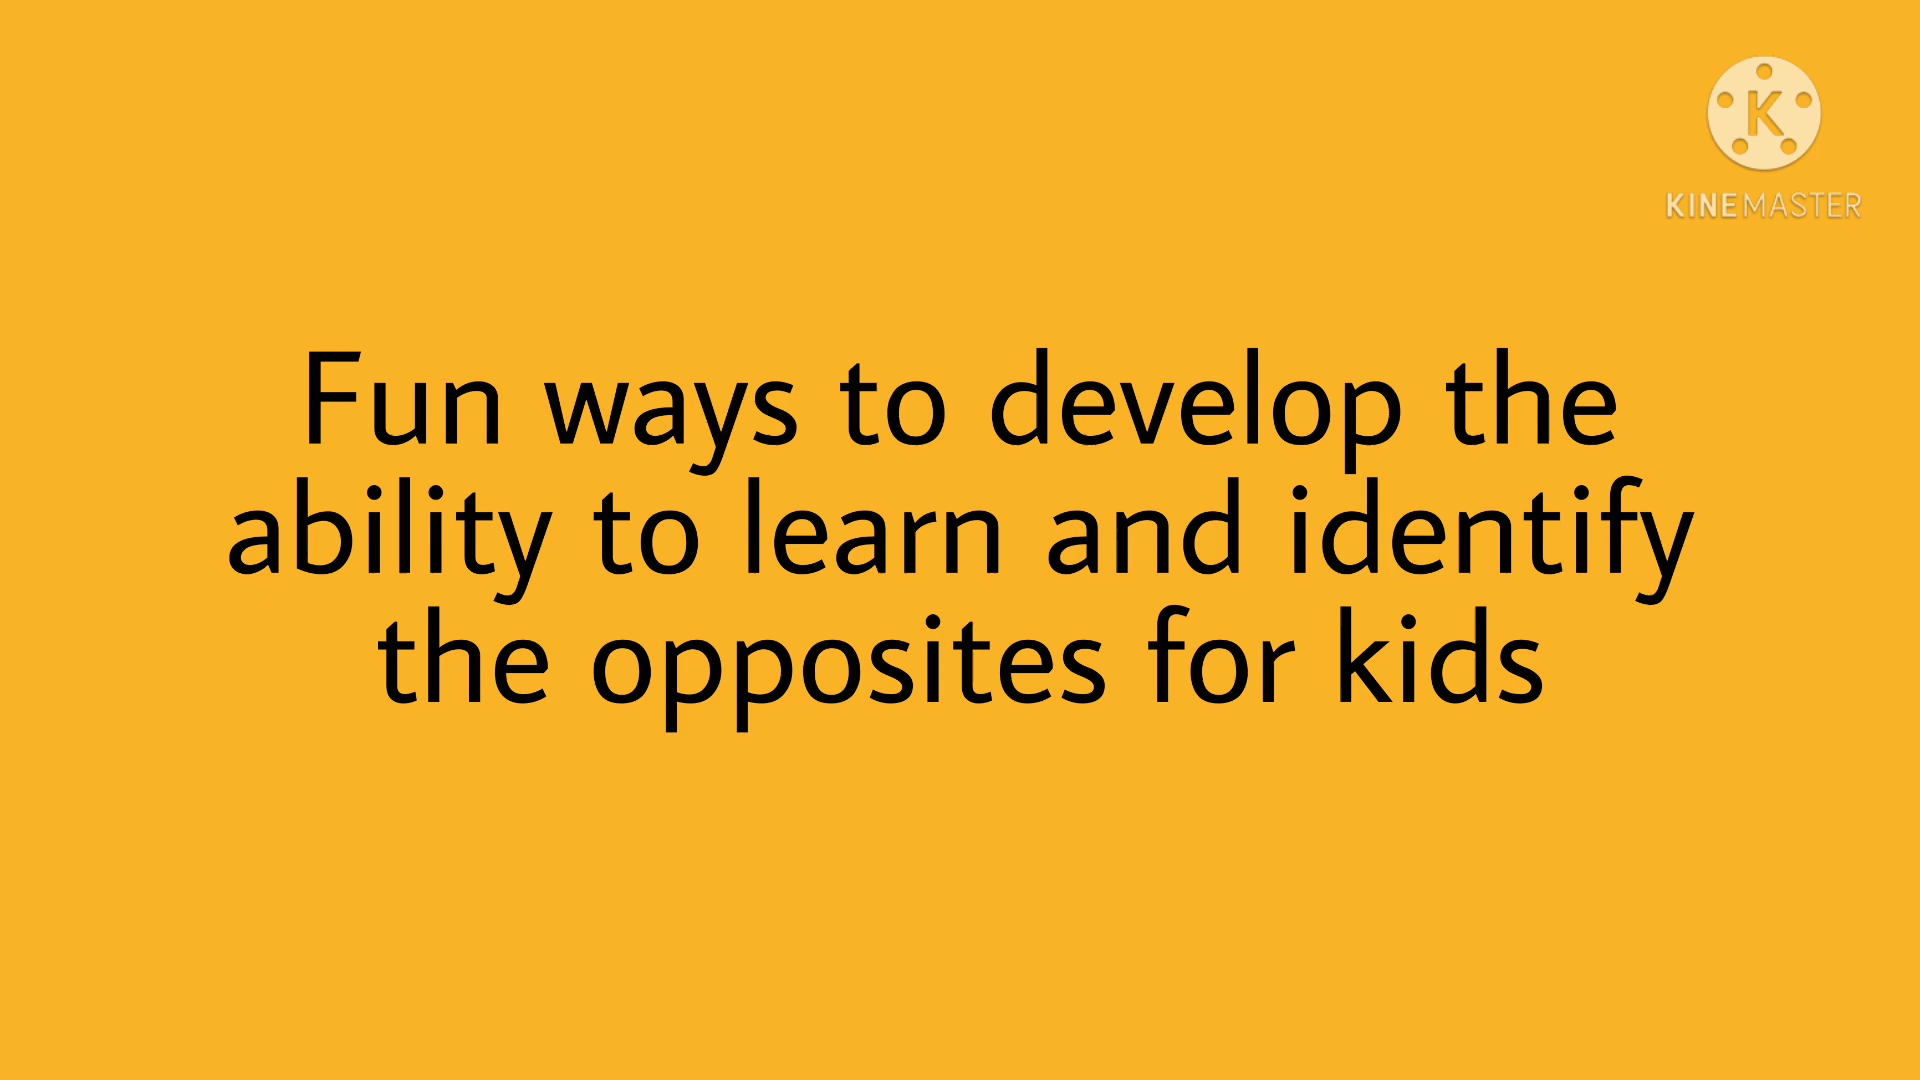 K
KINEMASTER
Fun ways to develop the
ability to learn and identify
the opposites for kids